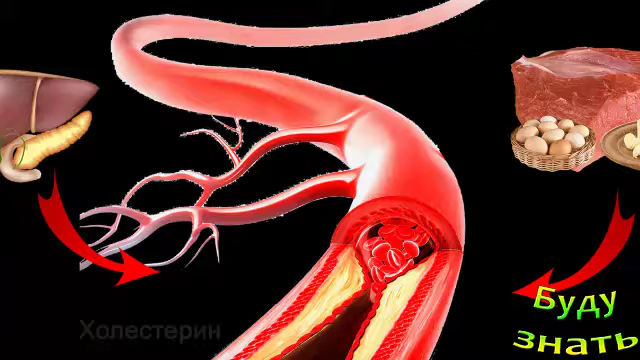 Холестерин
Буду
знать